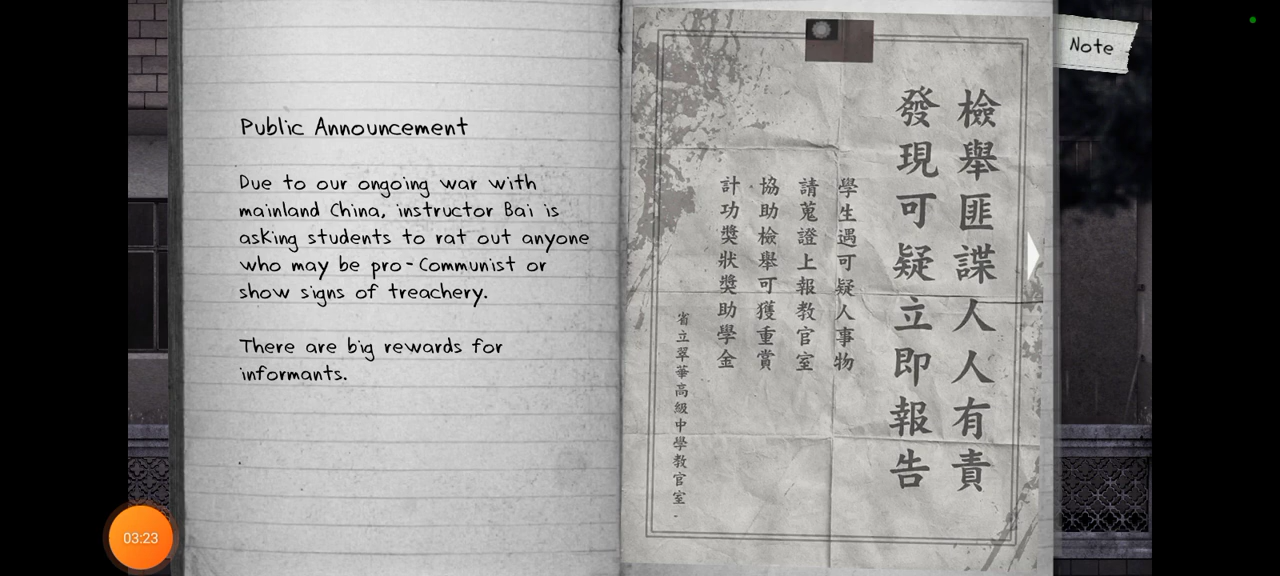 Public Announcement
Due to our ongoing war with
mainland China, instructor Bai is
asking students to rat out anyone
who may be pro-Communist or
show signs of treachery.
There are big rewards for
informants.
檢舉匪諜人人有責
發現可疑立即報告
學生遇可疑人事物
請蒐證上報教官室
協助檢舉可獲重賞
計功獎狀獎助學金
省立翠華高級中學教官室
Note
03:23